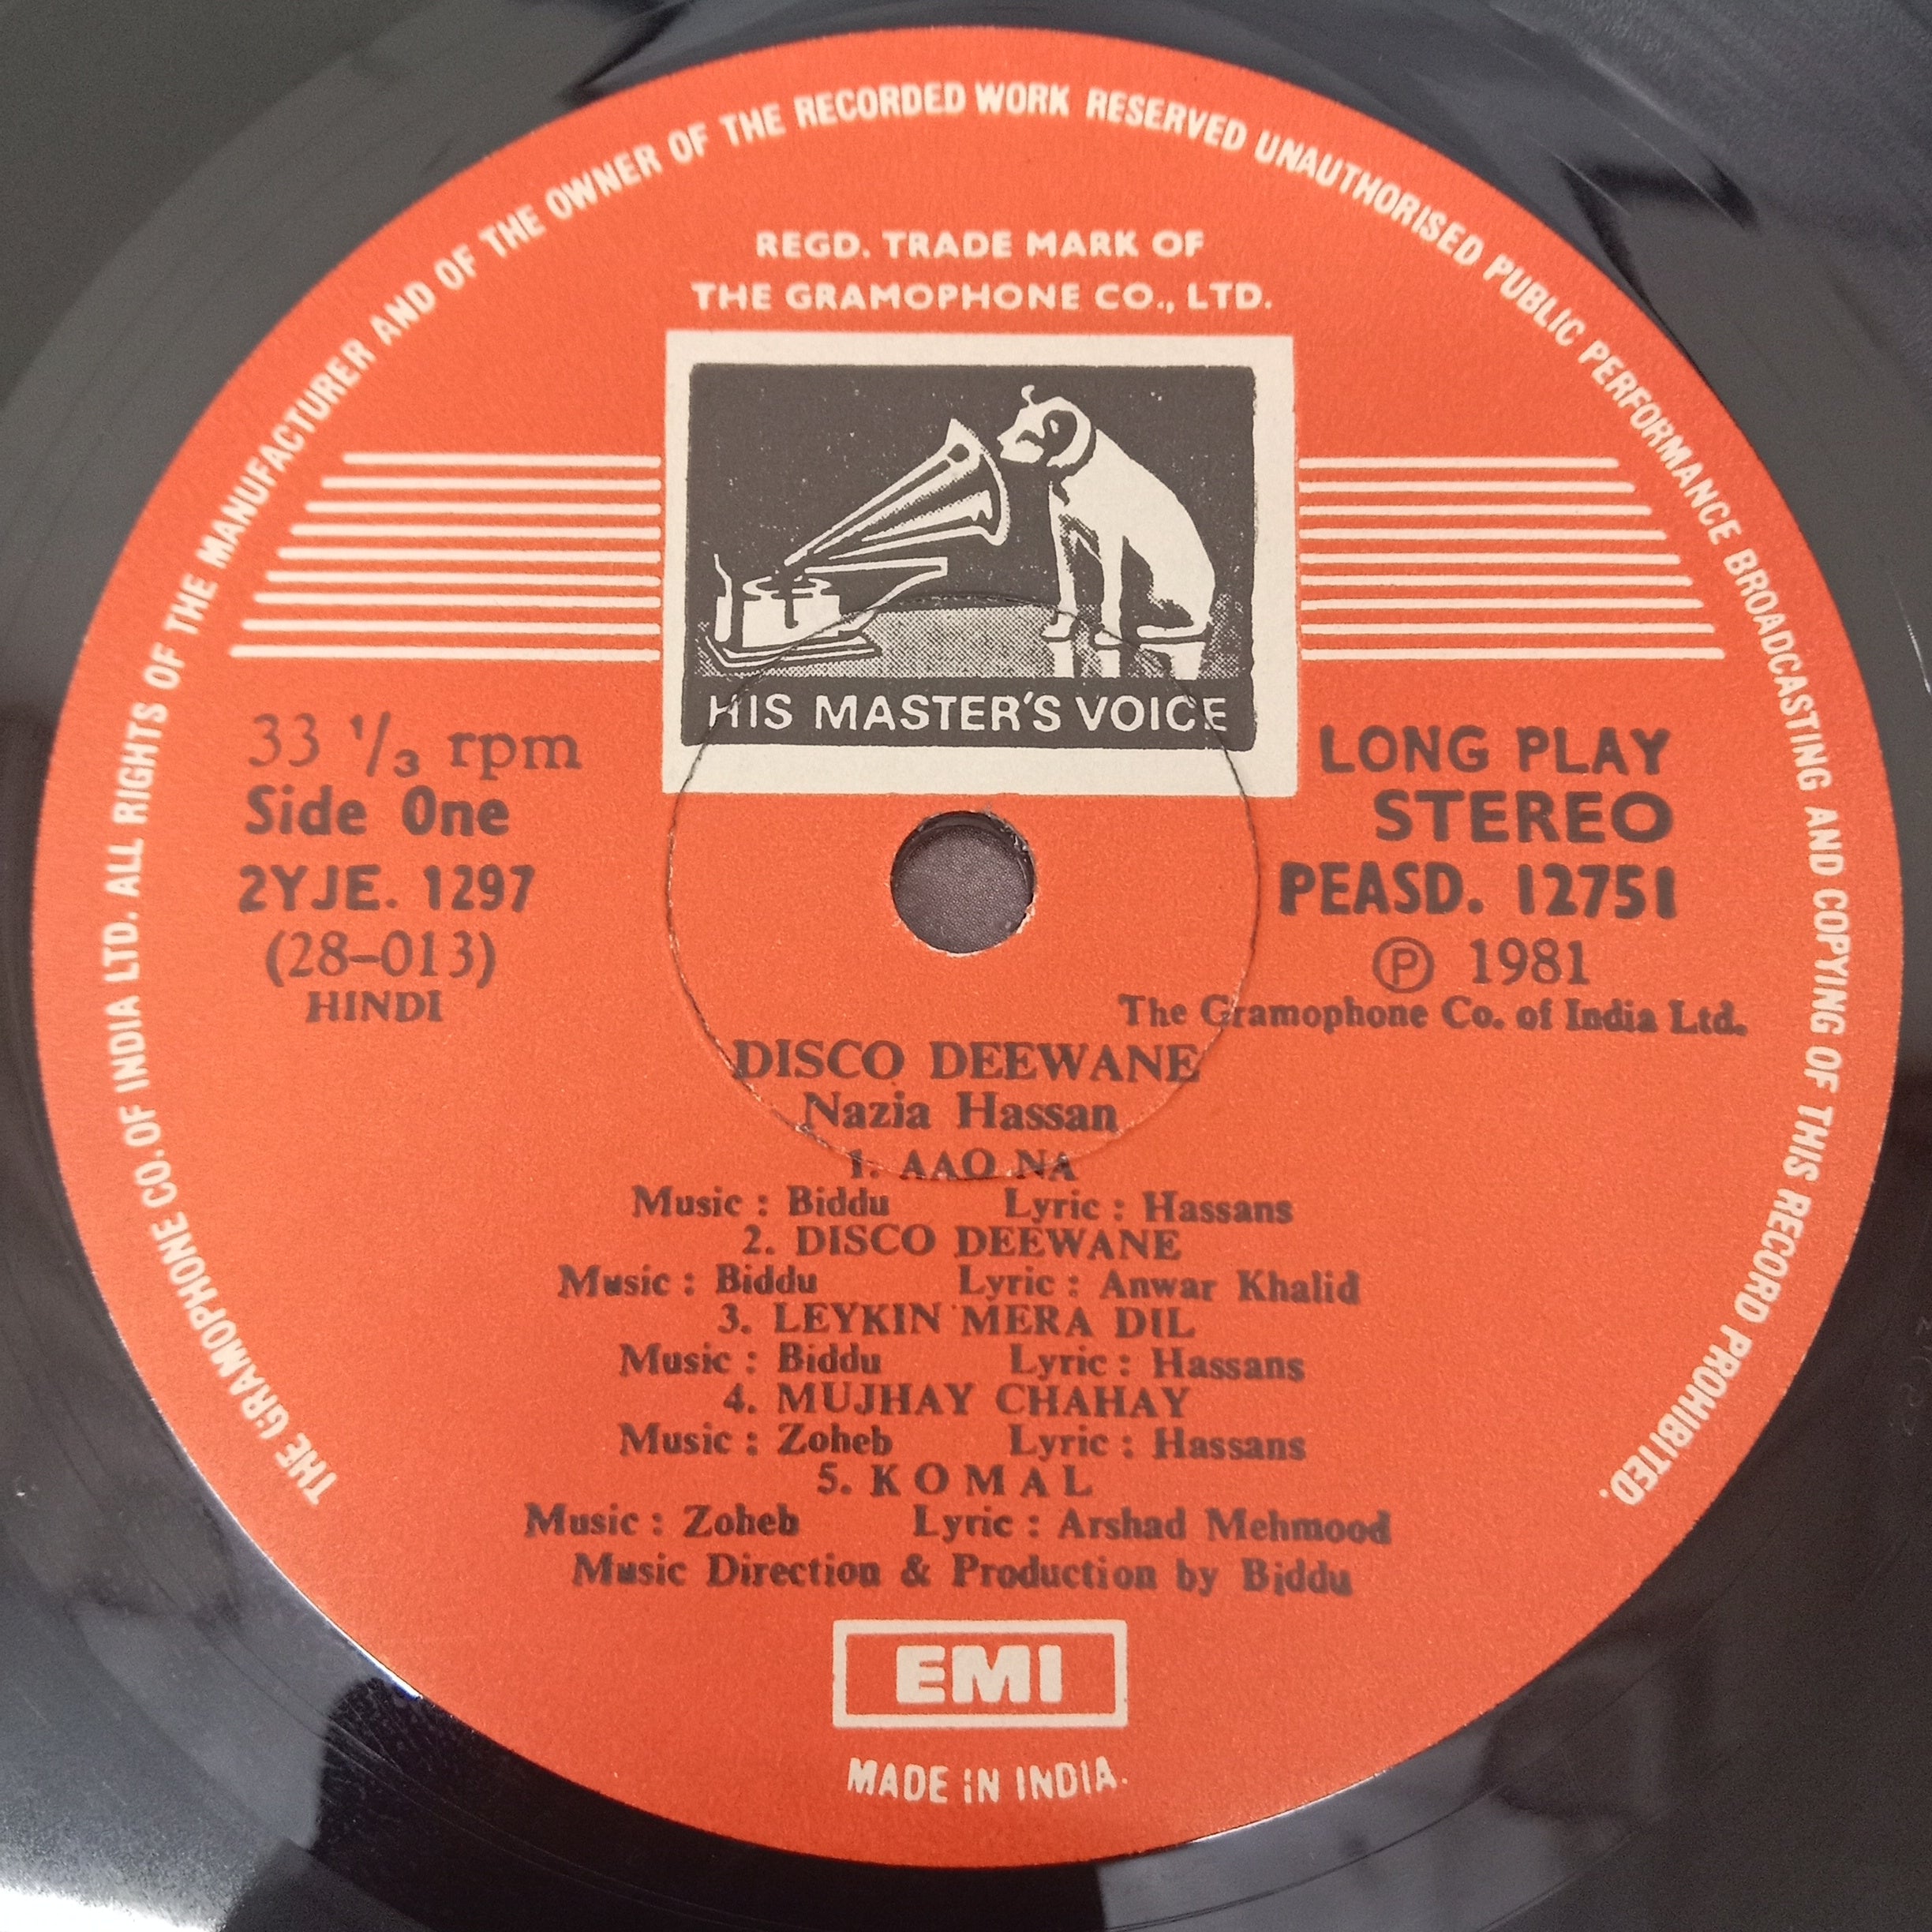 THE GRAMOPHONE CO. OF INDIA LTD. ALL RIGHTS OF THE MANUFACTURER AND OF THE OWNER OF THE RECORDED WORK RESERVED UNAUTHORISED PUBLIC PERFORMANCE BROADCASTING AND COPYING OF THIS RECORD PROHIBITED.
REGD. TRADE MARK OF
THE GRAMOPHONE CO., LTD.
HIS MASTER'S VOICE
33 1/3 rpm
Side One
2YJE. 1297
(28-013)
HINDI
LONG PLAY
STEREO
PEASD. 12751
℗ 1981
The Gramophone Co. of India Ltd.
DISCO DEEWANE
Nazia Hassan
1. AAO NA
Music : Biddu Lyric : Hassans
2. DISCO DEEWANE
Music : Biddu Lyric : Anwar Khalid
3. LEYKIN MERA DIL
Music : Biddu Lyric : Hassans
4. MUJHAY CHAHAY
Music : Zoheb Lyric : Hassans
5. KOMAL
Music : Zoheb Lyric : Arshad Mehmood
Music Direction & Production by Biddu
EMI
MADE IN INDIA.